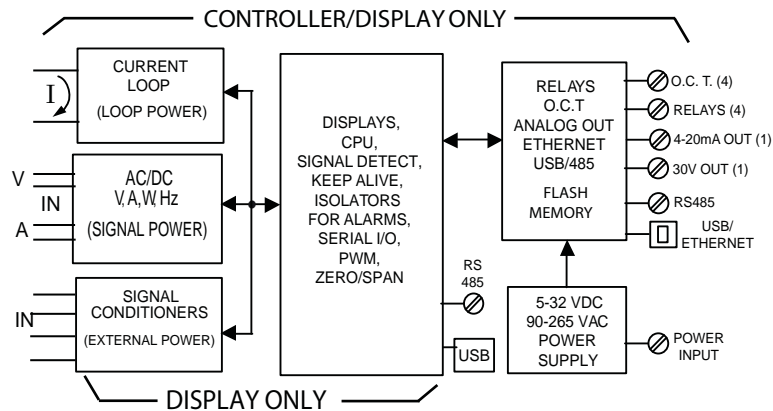 CONTROLLER/DISPLAY ONLY
CURRENT
LOOP
(LOOP POWER)
I
AC/DC
V,A,W,Hz
(SIGNAL POWER)
V
IN
A
SIGNAL
CONDITIONERS
(EXTERNAL POWER)
IN
DISPLAYS,
CPU,
SIGNAL DETECT,
KEEP ALIVE,
ISOLATORS
FOR ALARMS,
SERIAL I/O,
PWM,
ZERO/SPAN
RS
485
USB
RELAYS
O.C.T
ANALOG OUT
ETHERNET
USB/485
FLASH
MEMORY
O.C.T. (4)
RELAYS (4)
4-20mA OUT (1)
30V OUT (1)
RS485
USB/
ETHERNET
5-32 VDC
90-265 VAC
POWER
SUPPLY
POWER
INPUT
DISPLAY ONLY